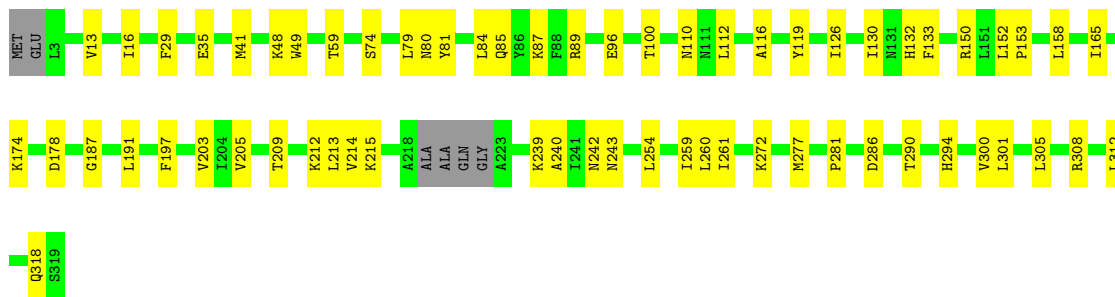 MET GLU L3 V13 I16 F29 E35 M41 K48 W49 T59 S74 L79 N80 Y81 L84 Q85 Y86 K87 F88 R89 E96 T100 N110 N111 L112 A116 Y119 I126 I130 N131 H132 F133 R150 L151 L152 P153 L158 I165
K174 D178 G187 L191 F197 V203 I204 V205 T209 K212 L213 V214 K215 A218 ALA ALA GLN GLY A223 K239 A240 I241 N242 N243 L254 I259 L260 I261 K272 M277 P281 D286 T290 H294 V300 L301 L305 R308
Q318 S319